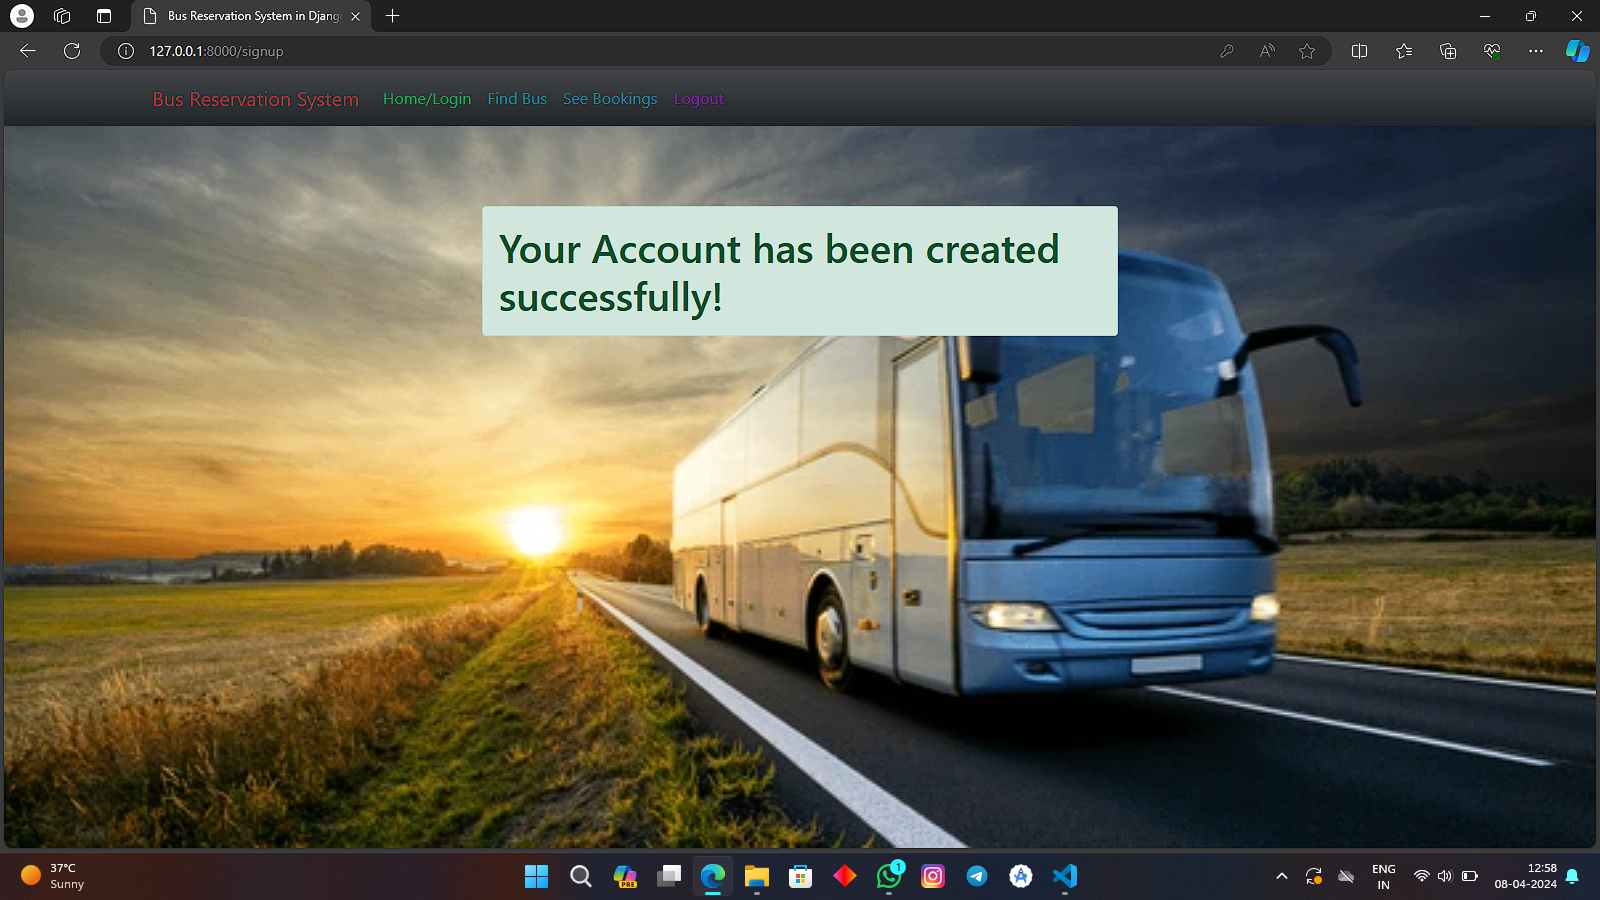 Bus Reservation System in Djang
127.0.0.1:8000/signup
Bus Reservation System Home/Login Find Bus See Bookings Logout
Your Account has been created
successfully!
37°C
Sunny
PRE
1
ENG
IN
12:58
08-04-2024